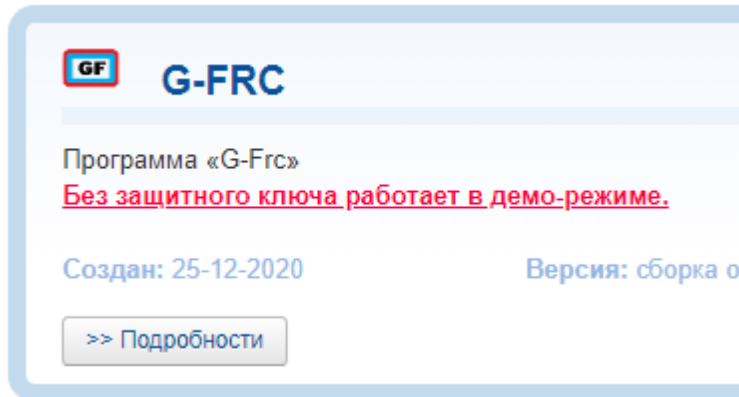 GF
G-FRC
Программа «G-Frc»
Без защитного ключа работает в демо-режиме.
Создан: 25-12-2020 Версия: сборка о
>> Подробности